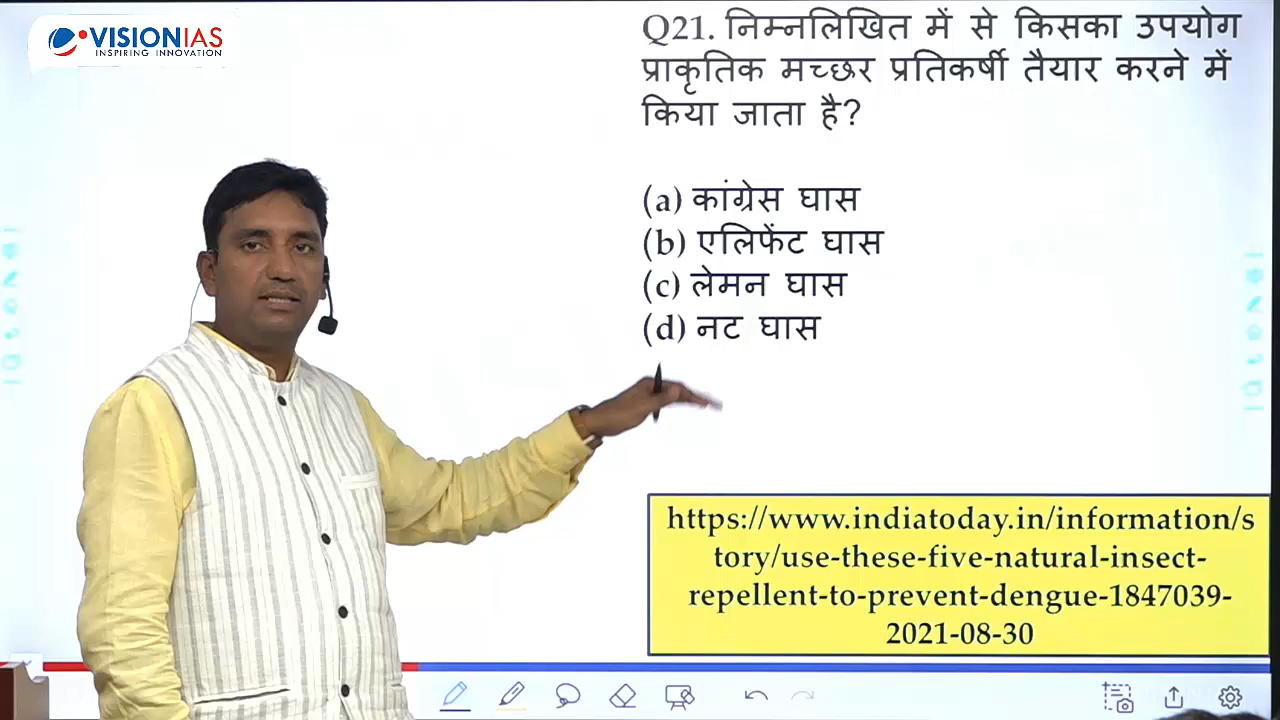 VISIONIAS
INSPIRING INNOVATION
Q21. निम्नलिखित में से किसका उपयोग
प्राकृतिक मच्छर प्रतिकर्षी तैयार करने में
किया जाता है?
(a) कांग्रेस घास
(b) एलिफेंट घास
(c) लेमन घास
(d) नट घास
https://www.indiatoday.in/information/s
tory/use-these-five-natural-insect-
repellent-to-prevent-dengue-1847039-
2021-08-30